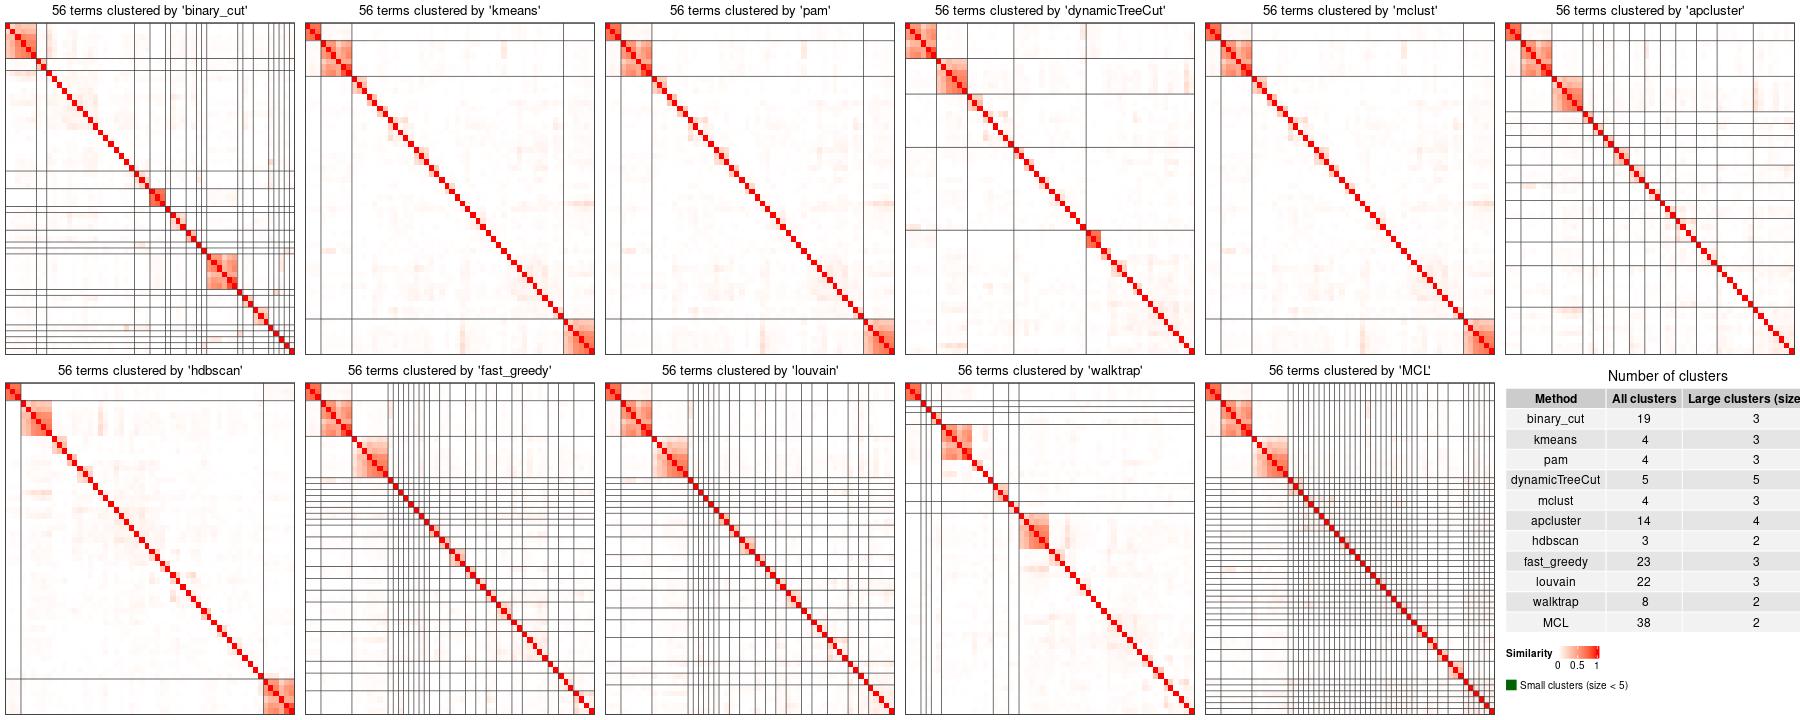 56 terms clustered by 'binary_cut'
56 terms clustered by 'kmeans'
56 terms clustered by 'pam'
56 terms clustered by 'dynamicTreeCut'
56 terms clustered by 'mclust'
56 terms clustered by 'apcluster'
56 terms clustered by 'hdbscan'
56 terms clustered by 'fast_greedy'
56 terms clustered by 'louvain'
56 terms clustered by 'walktrap'
56 terms clustered by 'MCL'
Number of clusters
Method All clusters Large clusters (size
binary_cut 19 3
kmeans 4 3
pam 4 3
dynamicTreeCut 5 5
mclust 4 3
apcluster 14 4
hdbscan 3 2
fast_greedy 23 3
louvain 22 3
walktrap 8 2
MCL 38 2
Similarity
0 0.5 1
Small clusters (size < 5)